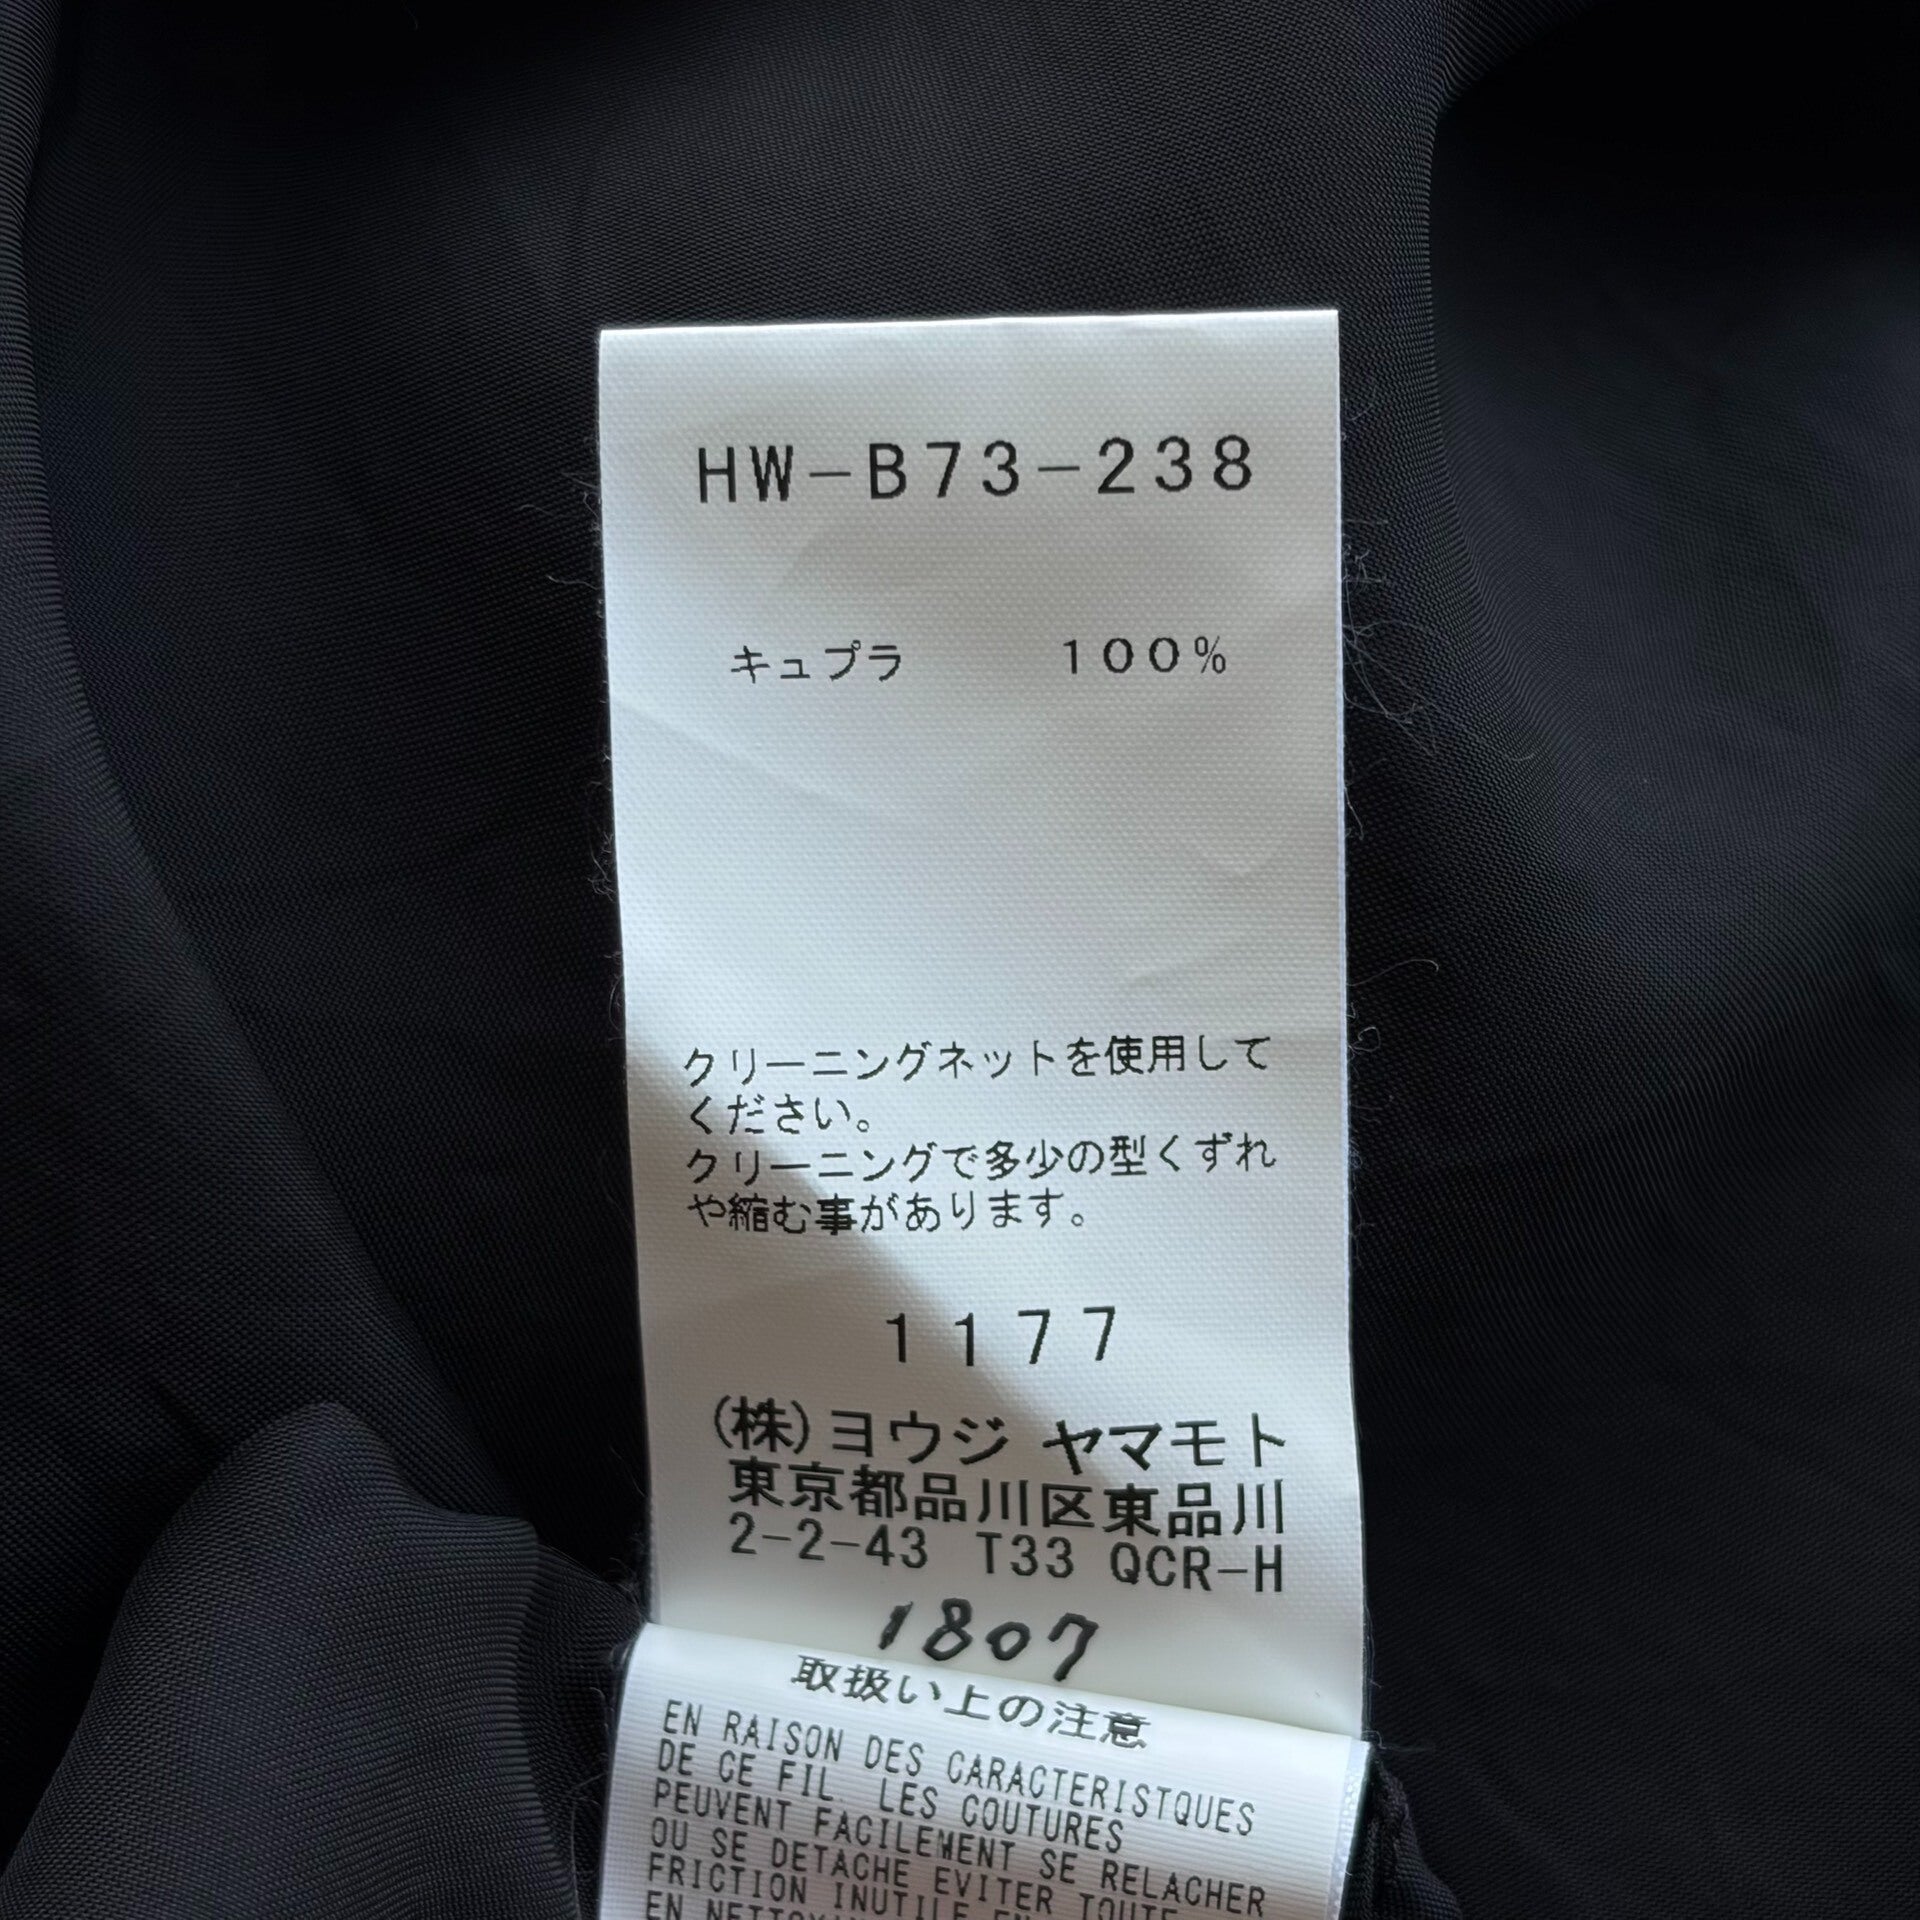 HW-B73-238
キュプラ 100%
クリーニングネットを使用して
ください。
クリーニングで多少の型くずれ
や縮む事があります。
1177
(株)ヨウジ ヤマモト
東京都品川区東品川
2-2-43 T33 QCR-H
1807
取扱い上の注意
EN RAISON DES CARACTERISTQUES
DE CE FIL. LES COUTURES
PEUVENT FACILEMENT SE RELACHER
OU SE DETACHE EVITER TOUTE
FRICTION INUTILE
EN